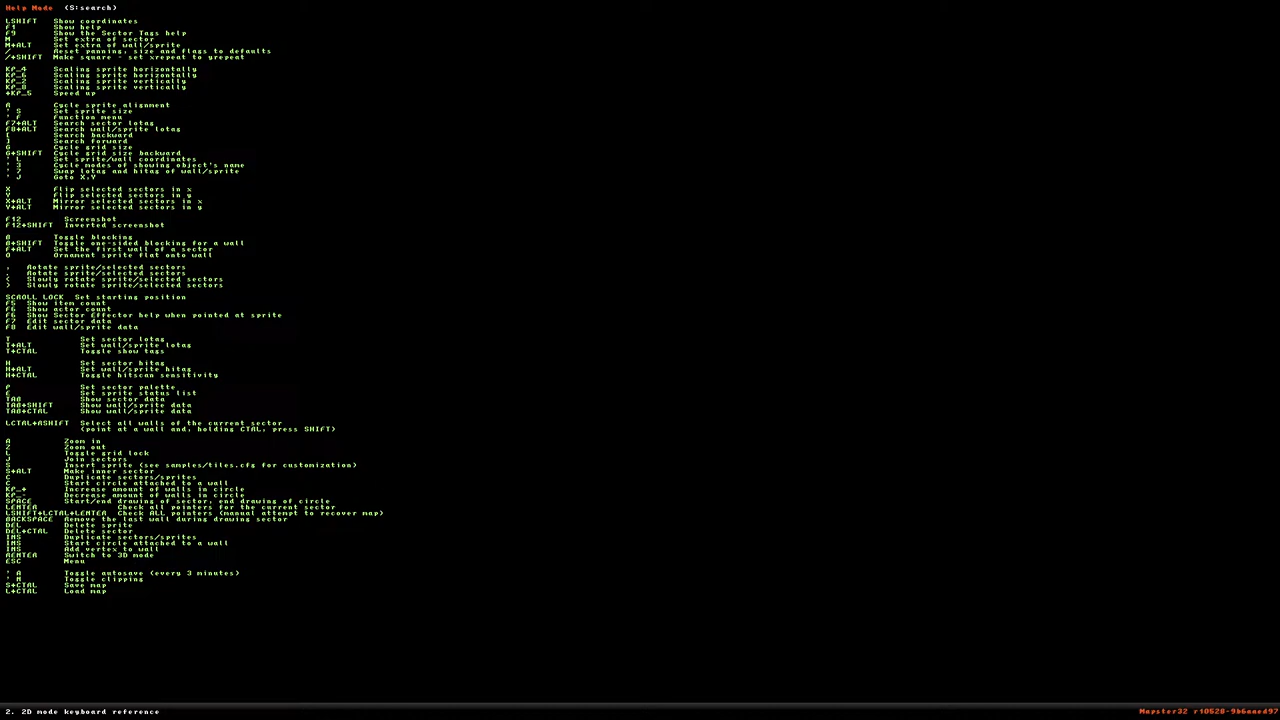 Help Mode (S:search)
LSHIFT Show coordinates
F1 Show help
F9 Show the Sector Tags help
M Set extra of sector
M+ALT Set extra of wall/sprite
/ Reset panning, size and flags to defaults
/+SHIFT Make square - set xrepeat to yrepeat
KP_4 Scaling sprite horizontally
KP_6 Scaling sprite horizontally
KP_2 Scaling sprite vertically
KP_8 Scaling sprite vertically
+KP_5 Speed up
R Cycle sprite alignment
' S Set sprite size
' F Function menu
F7+ALT Search sector lotag
F8+ALT Search wall/sprite lotag
[ Search backward
] Search forward
G Cycle grid size
G+SHIFT Cycle grid size backward
' L Set sprite/wall coordinates
' 3 Cycle modes of showing object's name
' 7 Swap lotag and hitag of wall/sprite
' J Goto X,Y
X Flip selected sectors in x
Y Flip selected sectors in y
X+ALT Mirror selected sectors in x
Y+ALT Mirror selected sectors in y
F12 Screenshot
F12+SHIFT Inverted screenshot
B Toggle blocking
B+SHIFT Toggle one-sided blocking for a wall
F+ALT Set the first wall of a sector
O Ornament sprite flat onto wall
, Rotate sprite/selected sectors
. Rotate sprite/selected sectors
< Slowly rotate sprite/selected sectors
> Slowly rotate sprite/selected sectors
SCROLL LOCK Set starting position
F5 Show item count
F6 Show actor count
F6 Show Sector Effector help when pointed at sprite
F7 Edit sector data
F8 Edit wall/sprite data
T Set sector lotag
T+ALT Set wall/sprite lotag
T+CTRL Toggle show tags
H Set sector hitag
H+ALT Set wall/sprite hitag
H+CTRL Toggle hitscan sensitivity
P Set sector palette
E Set sprite status list
TAB Show sector data
TAB+SHIFT Show wall/sprite data
TAB+CTRL Show wall/sprite data
LCTRL+RSHIFT Select all walls of the current sector
(point at a wall and, holding CTRL, press SHIFT)
A Zoom in
Z Zoom out
L Toggle grid lock
J Join sectors
S Insert sprite (see samples/tiles.cfg for customization)
S+ALT Make inner sector
C Duplicate sectors/sprites
C Start circle attached to a wall
KP_+ Increase amount of walls in circle
KP_- Decrease amount of walls in circle
SPACE Start/end drawing of sector, end drawing of circle
LENTER Check all pointers for the current sector
LSHIFT+LCTRL+LENTER Check ALL pointers (manual attempt to recover map)
BACKSPACE Remove the last wall during drawing sector
DEL Delete sprite
DEL+CTRL Delete sector
INS Duplicate sectors/sprites
INS Start circle attached to a wall
INS Add vertex to wall
RENTER Switch to 3D mode
ESC Menu
' A Toggle autosave (every 3 minutes)
' N Toggle clipping
S+CTRL Save map
L+CTRL Load map
2. 2D mode keyboard reference
Mapster32